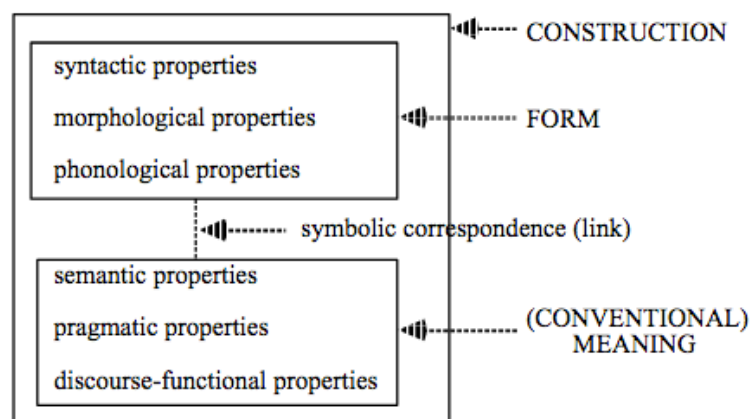 CONSTRUCTION
syntactic properties
morphological properties
FORM
phonological properties
symbolic correspondence (link)
semantic properties
pragmatic properties
(CONVENTIONAL)
MEANING
discourse-functional properties